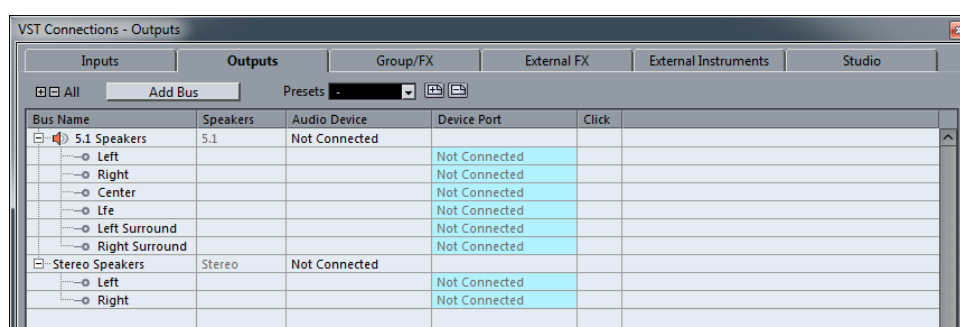 VST Connections - Outputs
Inputs Outputs Group/FX External FX External Instruments Studio
All Add Bus Presets -
Bus Name Speakers Audio Device Device Port Click
5.1 Speakers 5.1 Not Connected
Left Not Connected
Right Not Connected
Center Not Connected
Lfe Not Connected
Left Surround Not Connected
Right Surround Not Connected
Stereo Speakers Stereo Not Connected
Left Not Connected
Right Not Connected